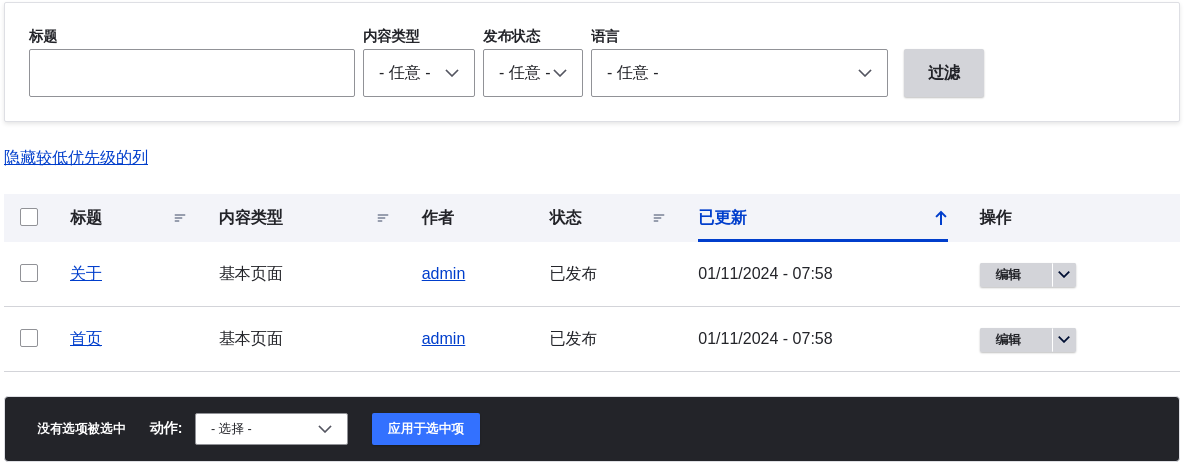 标题 内容类型 发布状态 语言
- 任意 - - 任意 - - 任意 - 过滤
隐藏较低优先级的列
标题 内容类型 作者 状态 已更新 操作
关于 基本页面 admin 已发布 01/11/2024 - 07:58 编辑
首页 基本页面 admin 已发布 01/11/2024 - 07:58 编辑
没有选项被选中 动作: - 选择 - 应用于选中项